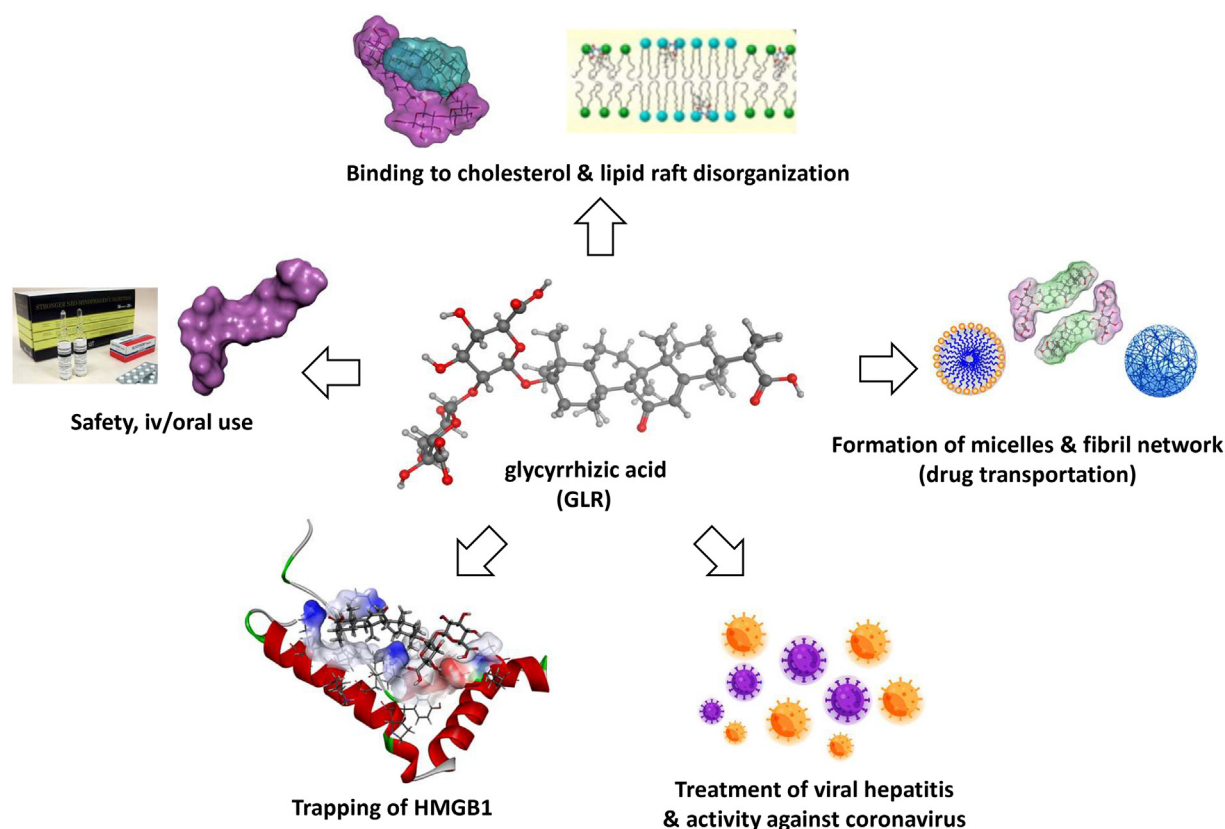 Binding to cholesterol & lipid raft disorganization
Safety, iv/oral use
glycyrrhizic acid
(GLR)
Formation of micelles & fibril network
(drug transportation)
Trapping of HMGB1
Treatment of viral hepatitis
& activity against coronavirus